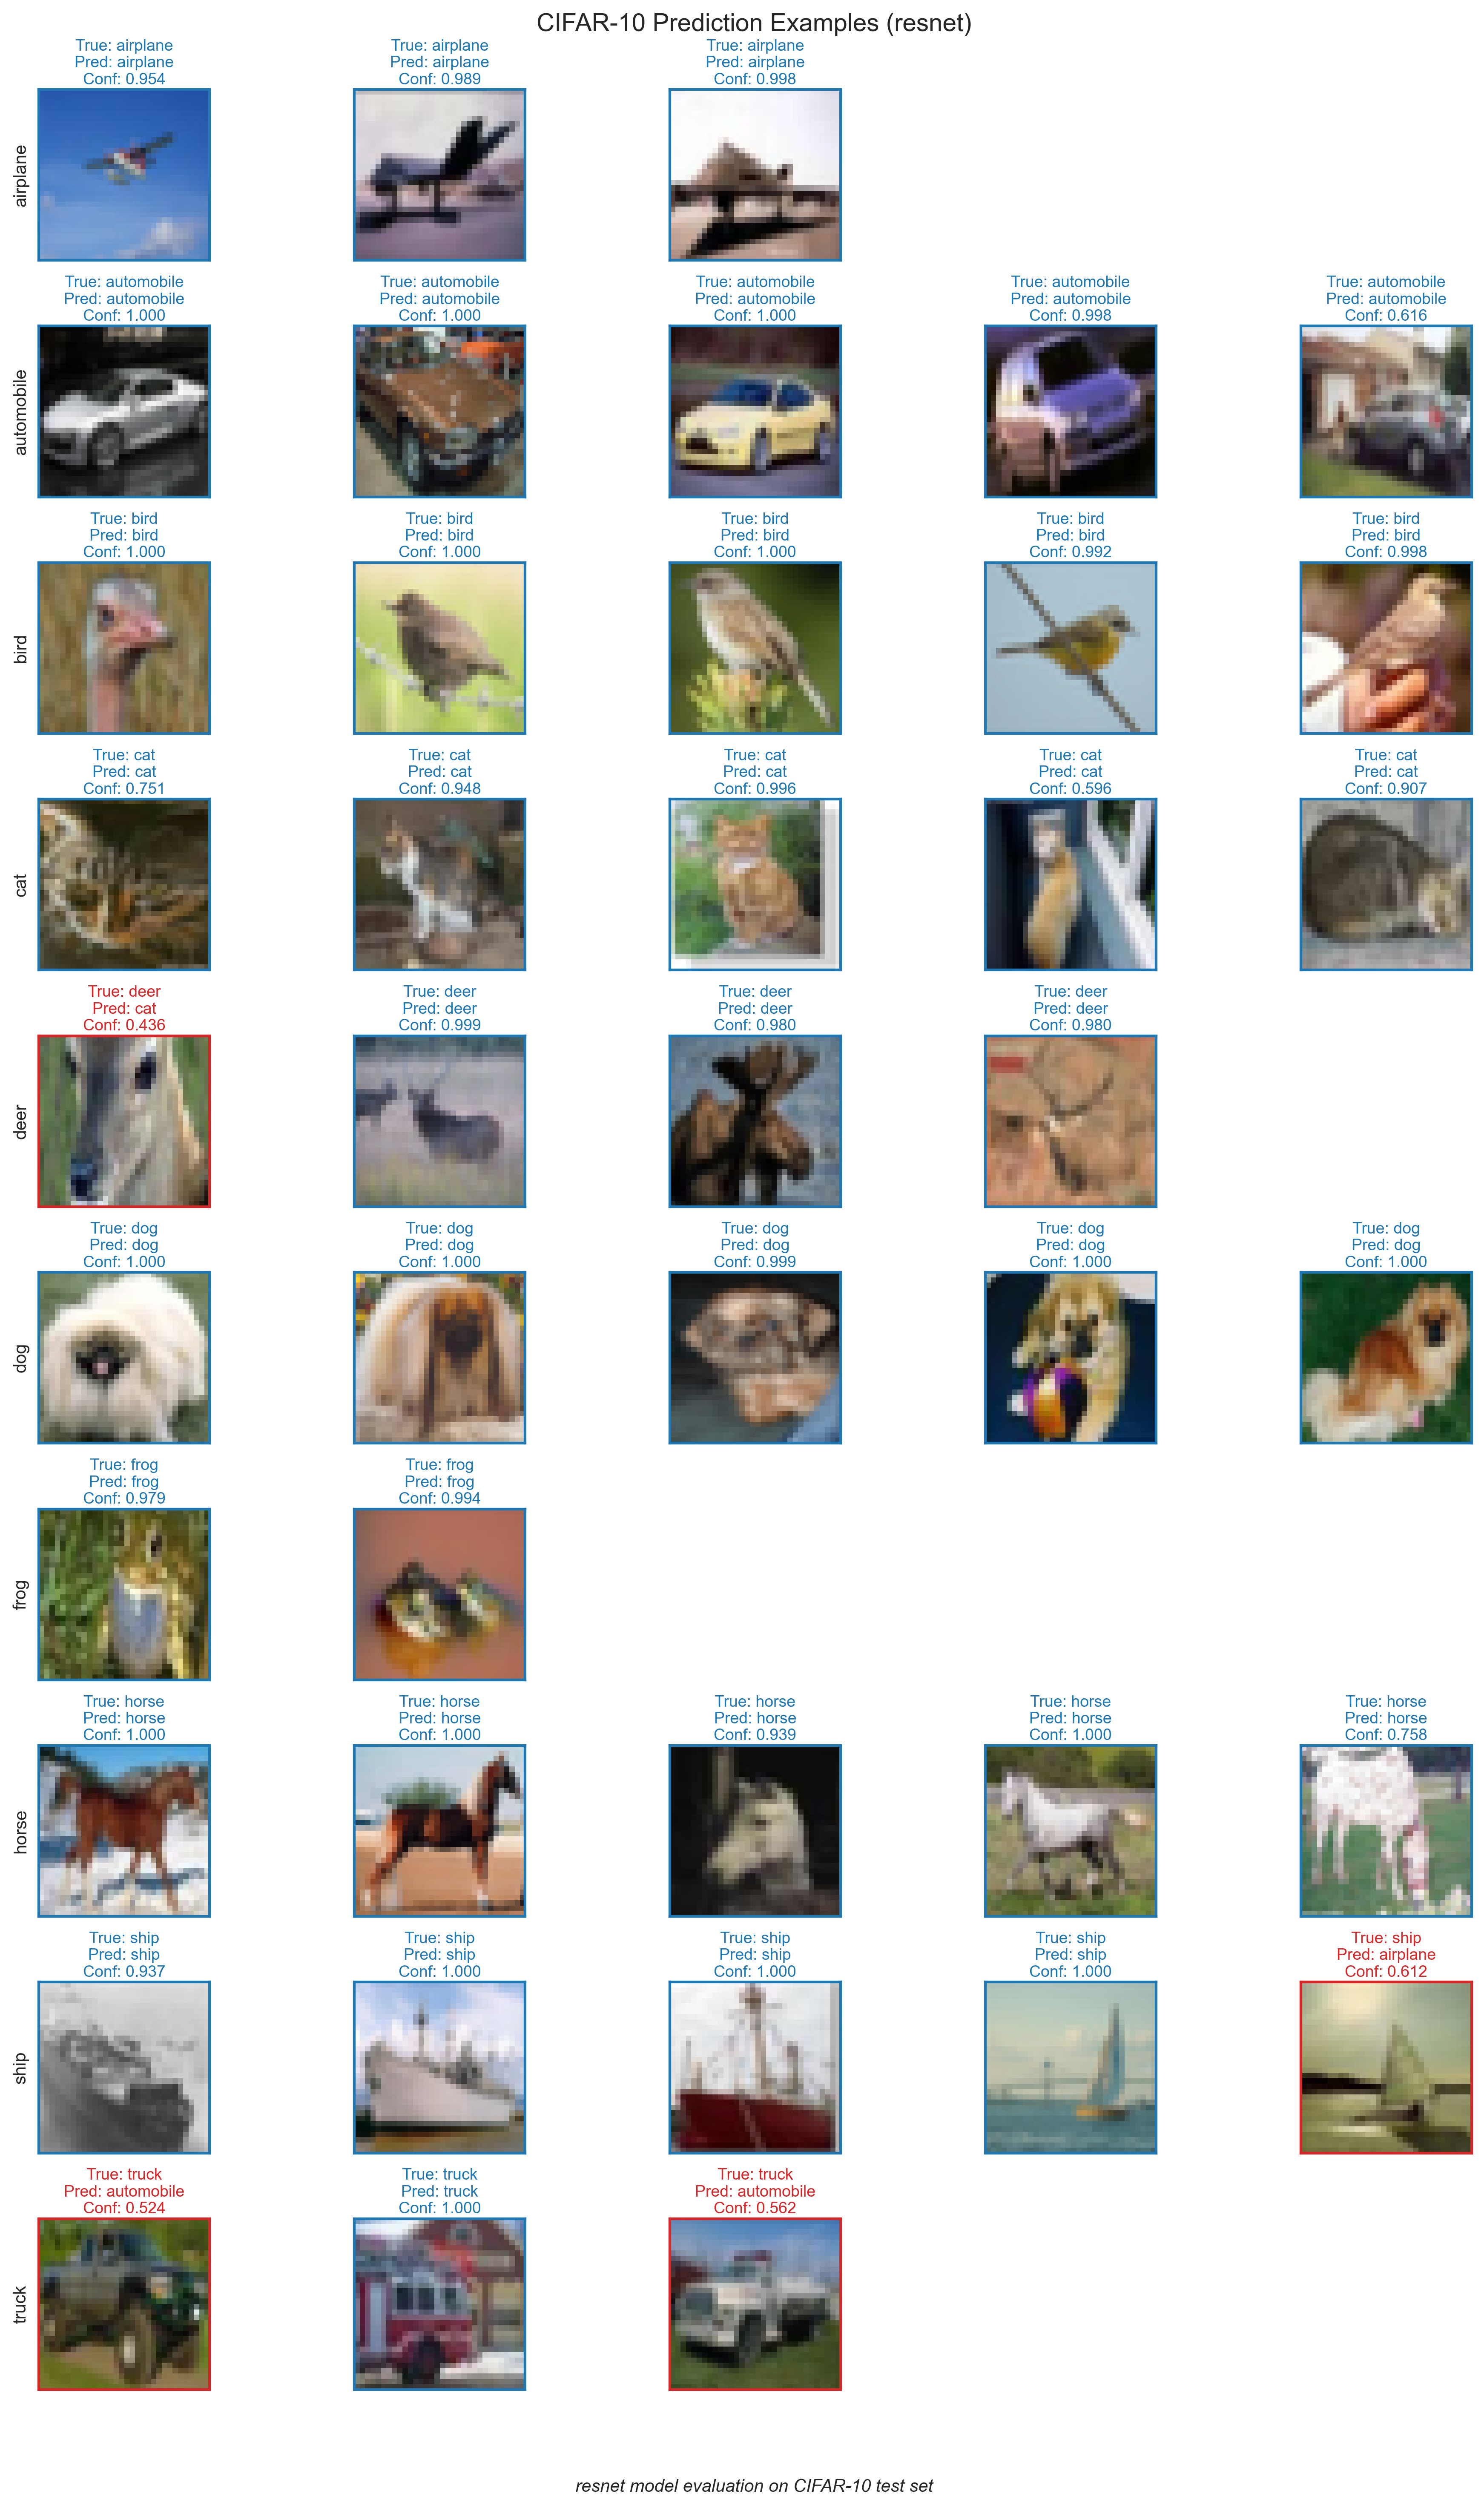 CIFAR-10 Prediction Examples (resnet)
True: airplane
Pred: airplane
Conf: 0.954
True: airplane
Pred: airplane
Conf: 0.989
True: airplane
Pred: airplane
Conf: 0.998
airplane
True: automobile
Pred: automobile
Conf: 1.000
True: automobile
Pred: automobile
Conf: 1.000
True: automobile
Pred: automobile
Conf: 1.000
True: automobile
Pred: automobile
Conf: 0.998
True: automobile
Pred: automobile
Conf: 0.616
automobile
True: bird
Pred: bird
Conf: 1.000
True: bird
Pred: bird
Conf: 1.000
True: bird
Pred: bird
Conf: 1.000
True: bird
Pred: bird
Conf: 0.992
True: bird
Pred: bird
Conf: 0.998
bird
True: cat
Pred: cat
Conf: 0.751
True: cat
Pred: cat
Conf: 0.948
True: cat
Pred: cat
Conf: 0.996
True: cat
Pred: cat
Conf: 0.596
True: cat
Pred: cat
Conf: 0.907
cat
True: deer
Pred: cat
Conf: 0.436
True: deer
Pred: deer
Conf: 0.999
True: deer
Pred: deer
Conf: 0.980
True: deer
Pred: deer
Conf: 0.980
deer
True: dog
Pred: dog
Conf: 1.000
True: dog
Pred: dog
Conf: 1.000
True: dog
Pred: dog
Conf: 0.999
True: dog
Pred: dog
Conf: 1.000
True: dog
Pred: dog
Conf: 1.000
dog
True: frog
Pred: frog
Conf: 0.979
True: frog
Pred: frog
Conf: 0.994
frog
True: horse
Pred: horse
Conf: 1.000
True: horse
Pred: horse
Conf: 1.000
True: horse
Pred: horse
Conf: 0.939
True: horse
Pred: horse
Conf: 1.000
True: horse
Pred: horse
Conf: 0.758
horse
True: ship
Pred: ship
Conf: 0.937
True: ship
Pred: ship
Conf: 1.000
True: ship
Pred: ship
Conf: 1.000
True: ship
Pred: ship
Conf: 1.000
True: ship
Pred: airplane
Conf: 0.612
ship
True: truck
Pred: automobile
Conf: 0.524
True: truck
Pred: truck
Conf: 1.000
True: truck
Pred: automobile
Conf: 0.562
truck
resnet model evaluation on CIFAR-10 test set